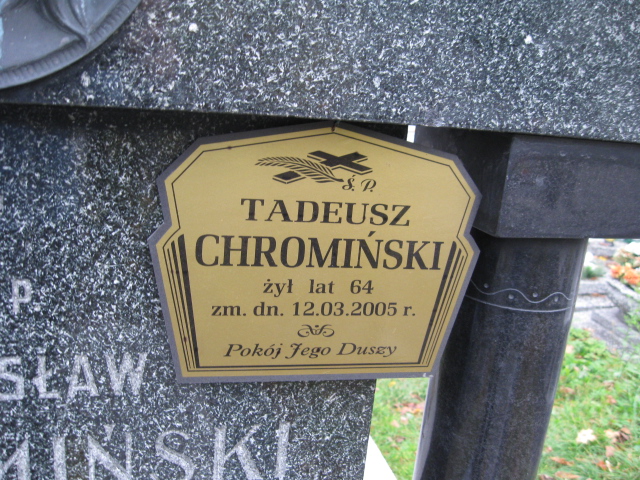 Ś. P.
TADEUSZ
CHROMIŃSKI
żył lat 64
zm. dn. 12.03.2005 r.
Pokój Jego Duszy
P.
SŁAW
MIŃSKI